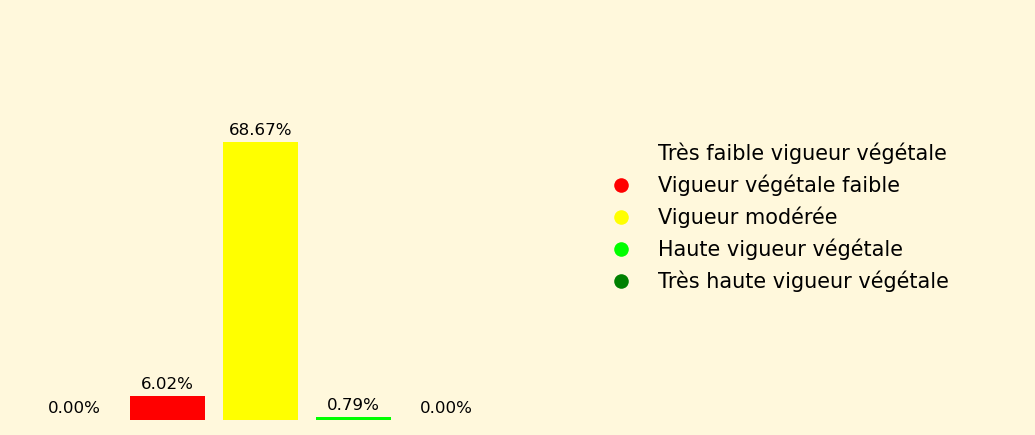 68.67%
6.02%
0.79%
0.00%
0.00%
Très faible vigueur végétale
Vigueur végétale faible
Vigueur modérée
Haute vigueur végétale
Très haute vigueur végétale